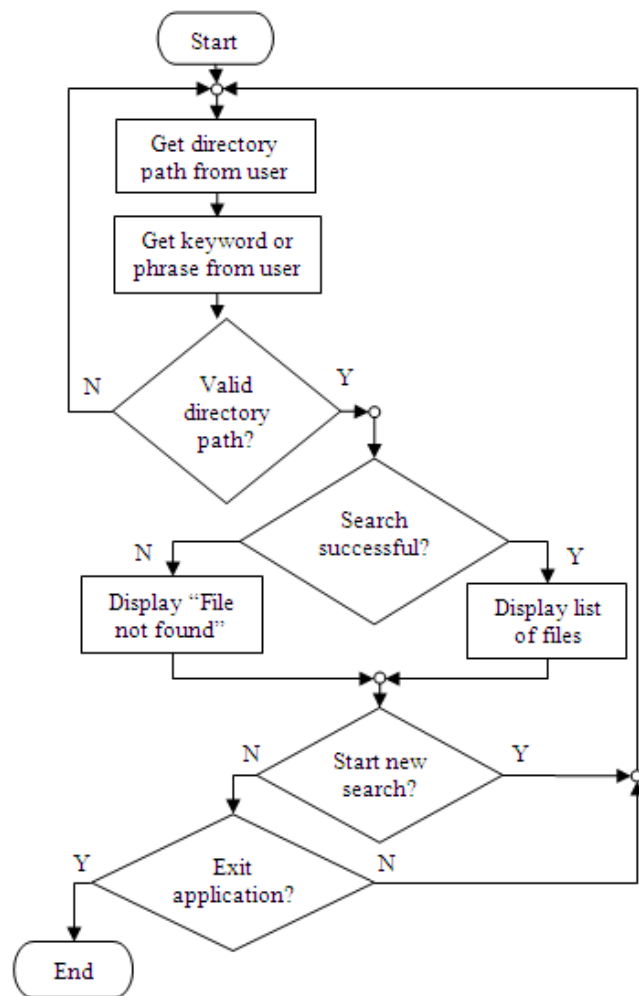 Start
Get directory
path from user
Get keyword or
phrase from user
N
Valid
directory
path?
Y
Search
successful?
N
Y
Display “File
not found”
Display list
of files
N
Start new
search?
Y
Y
Exit
application?
N
End